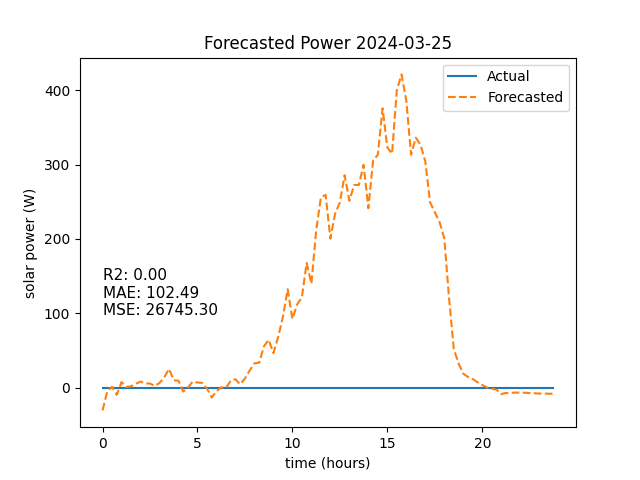 Forecasted Power 2024-03-25
Actual
Forecasted
solar power (W)
400
300
200
100
0
R2: 0.00
MAE: 102.49
MSE: 26745.30
0
5
10
15
20
time (hours)